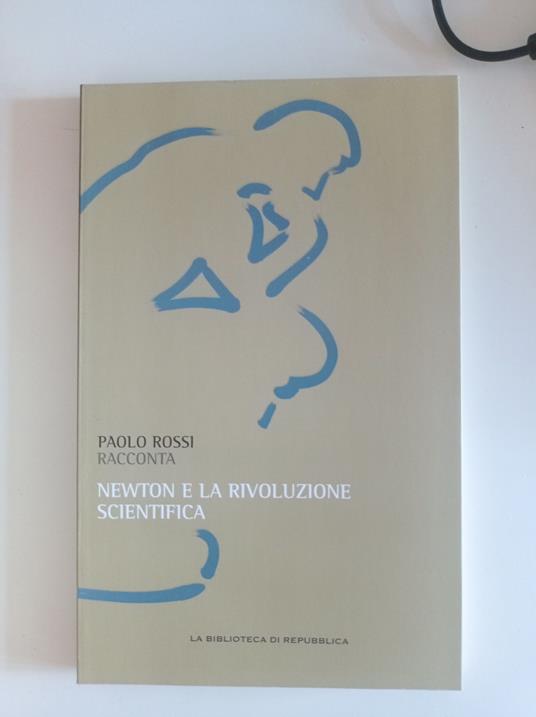 PAOLO ROSSI
RACCONTA
NEWTON E LA RIVOLUZIONE
SCIENTIFICA
LA BIBLIOTECA DI REPUBBLICA